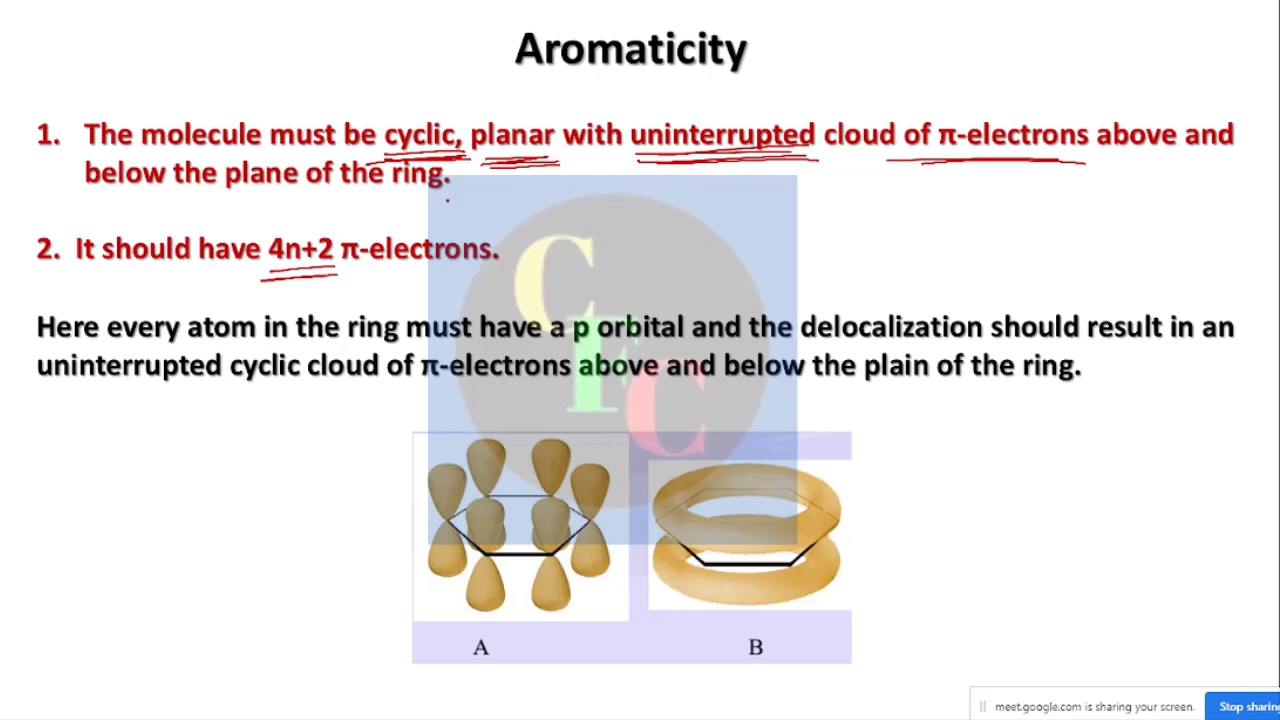 Aromaticity
1. The molecule must be cyclic, planar with uninterrupted cloud of π-electrons above and
below the plane of the ring.
2. It should have 4n+2 π-electrons.
Here every atom in the ring must have a p orbital and the delocalization should result in an
uninterrupted cyclic cloud of π-electrons above and below the plain of the ring.
C
F
C
A B
meet.google.com is sharing your screen. Stop sharing